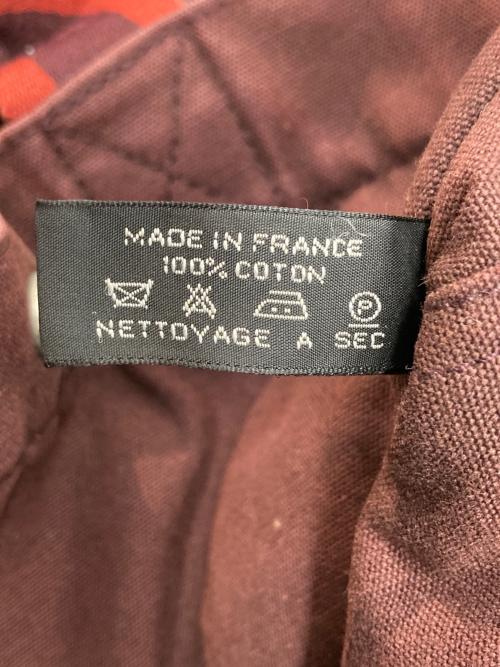 MADE IN FRANCE
100% COTON
P
NETTOYAGE A SEC